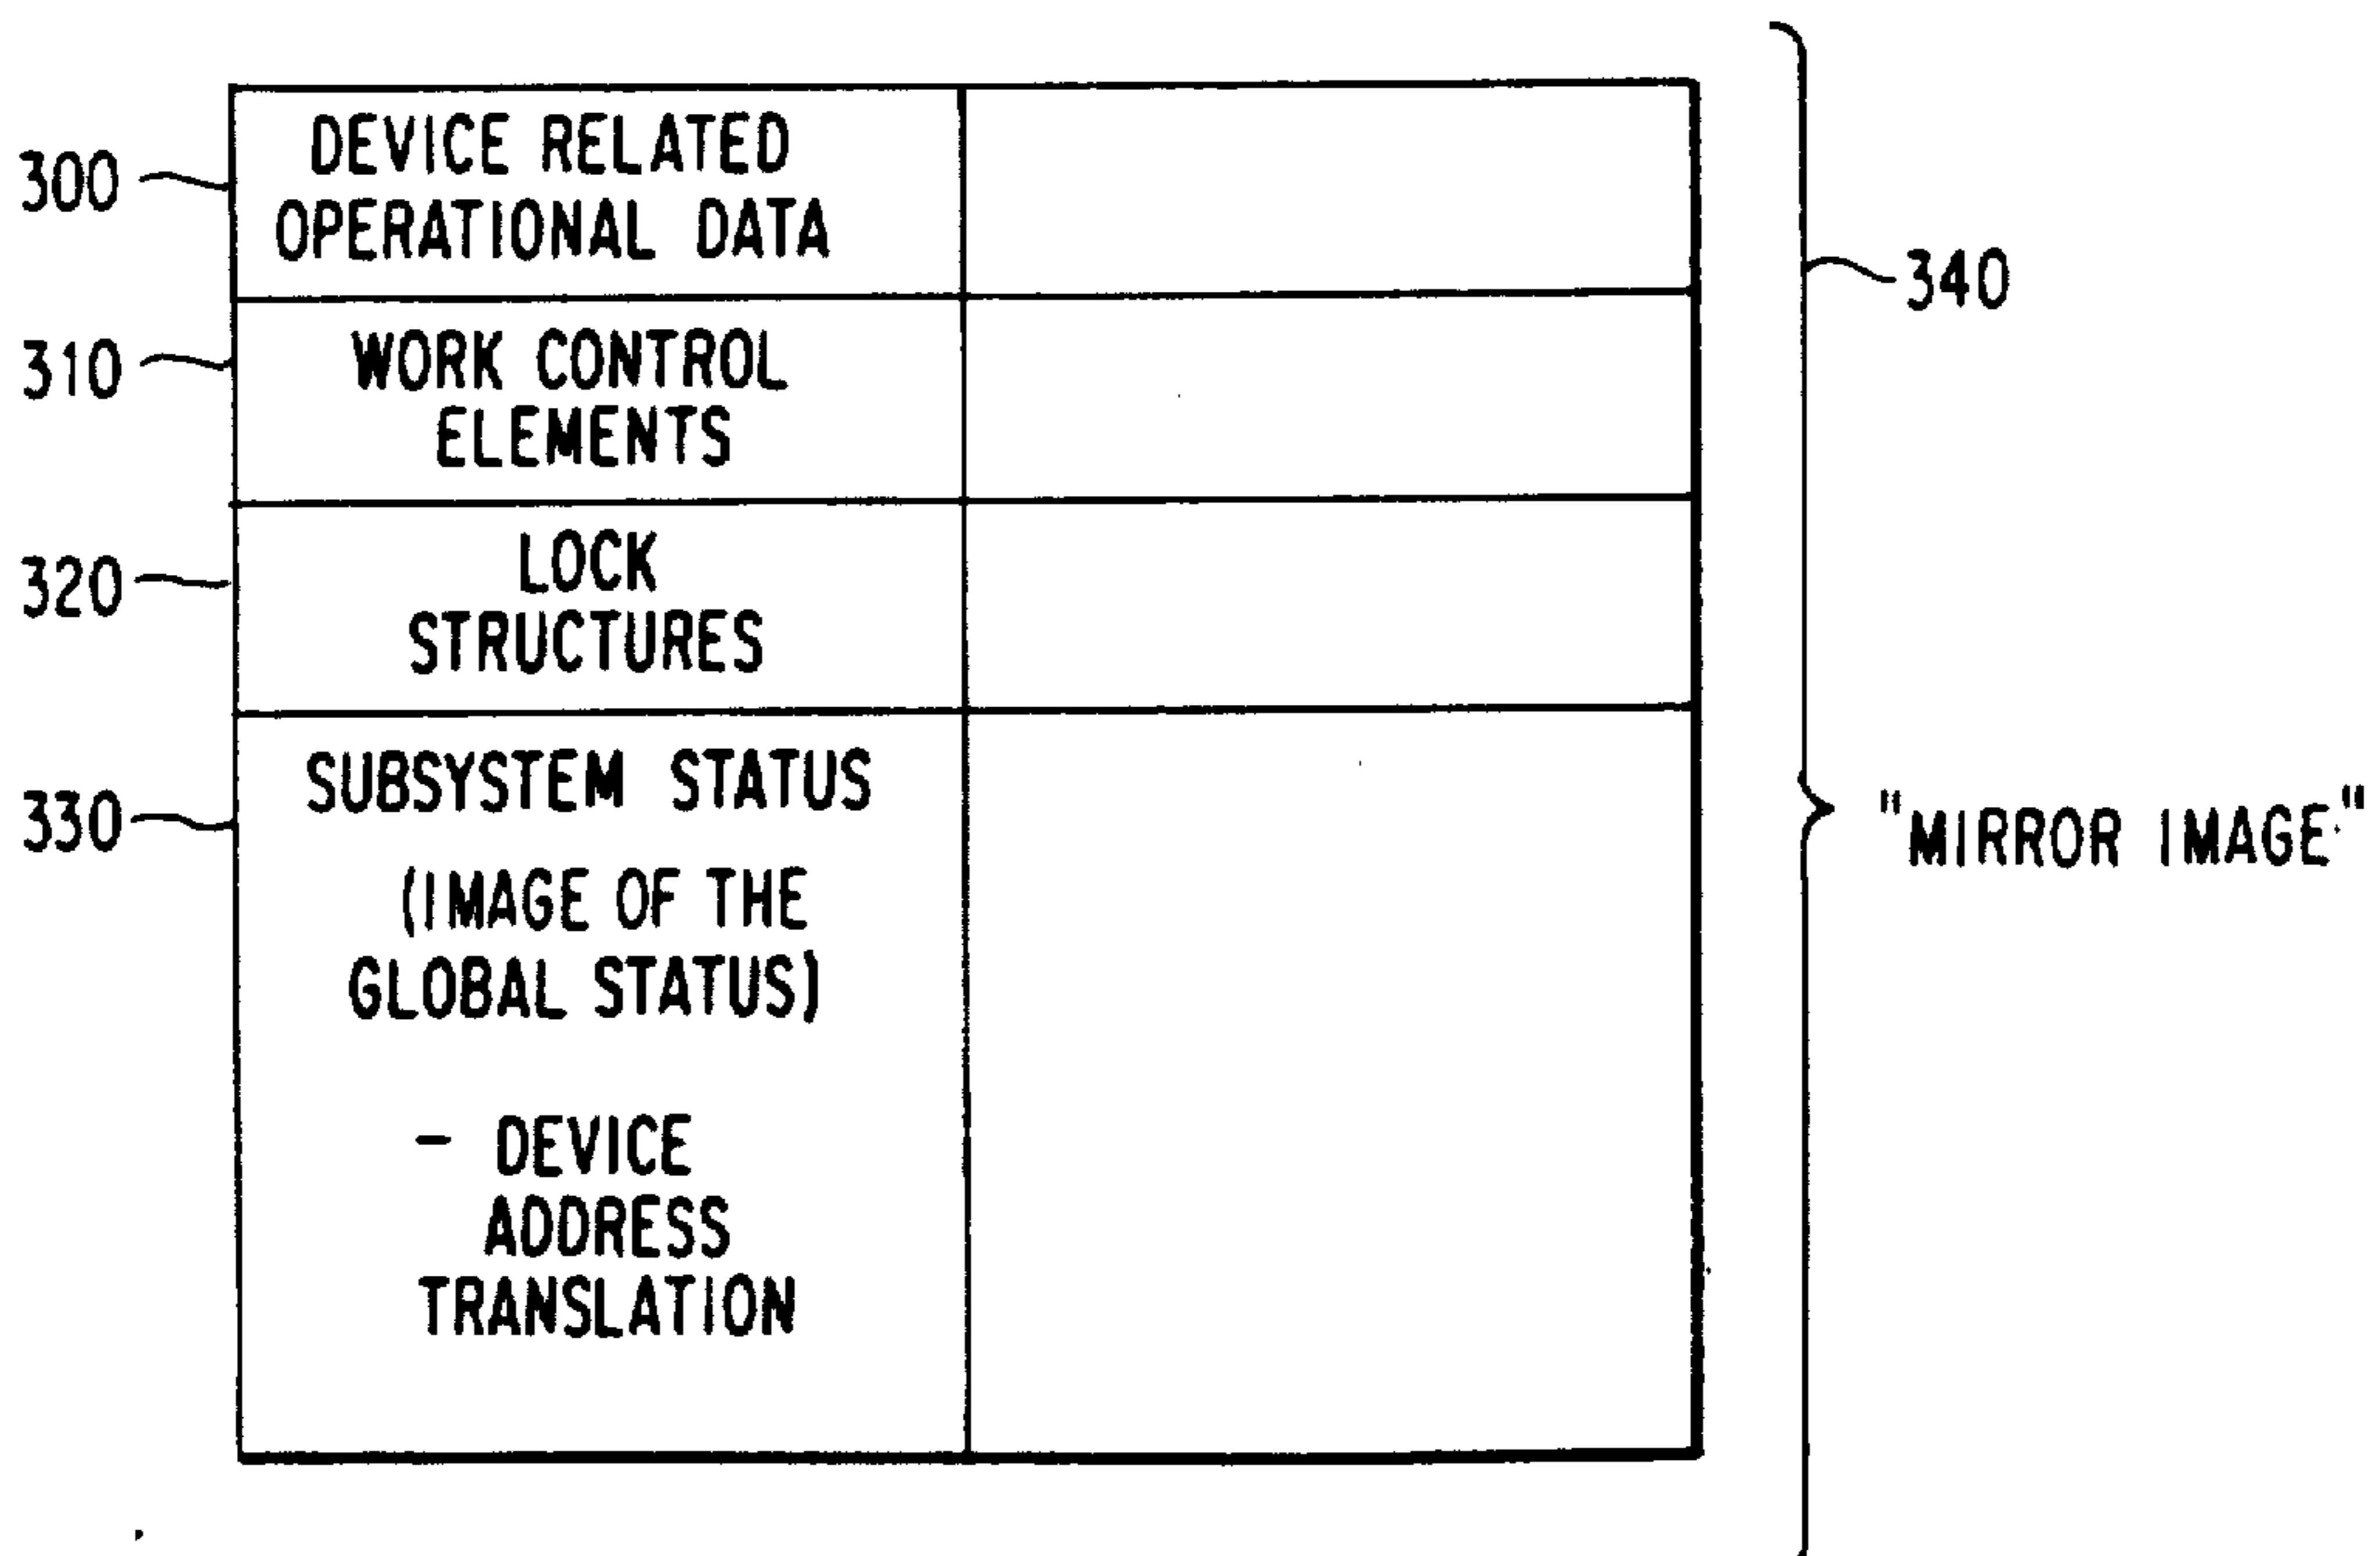 300
DEVICE RELATED
OPERATIONAL DATA
340
310
WORK CONTROL
ELEMENTS
320
LOCK
STRUCTURES
330
SUBSYSTEM STATUS
(IMAGE OF THE
GLOBAL STATUS)
- DEVICE
ADDRESS
TRANSLATION
"MIRROR IMAGE"